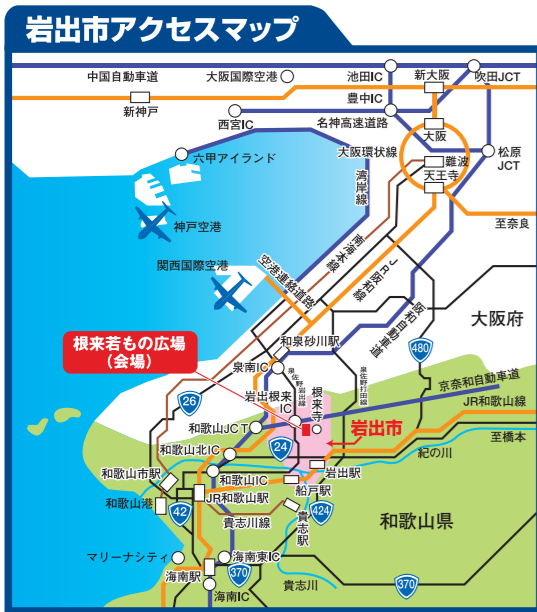 岩出市アクセスマップ
中国自動車道
大阪国際空港
池田IC
新大阪
吹田JCT
豊中IC
新神戸
西宮IC
名神高速道路
大阪
六甲アイランド
大阪環状線
難波
松原
JCT
天王寺
湾岸線
神戸空港
至奈良
関西国際空港
空港連絡道路
南海本線
JR阪和線
阪和自動車道
大阪府
根来若もの広場
(会場)
和泉砂川駅
480
泉南IC
泉佐野岩出線
泉佐野打田線
京奈和自動車道
26
岩出根来
IC
根来寺
JR和歌山線
和歌山JCT
岩出市
至橋本
24
和歌山北IC
紀の川
和歌山市駅
和歌山IC
岩出駅
船戸駅
JR和歌山駅
和歌山港
42
貴志川線
貴志駅
424
和歌山県
マリーナシティ
海南東IC
海南駅
370
貴志川
370
海南IC